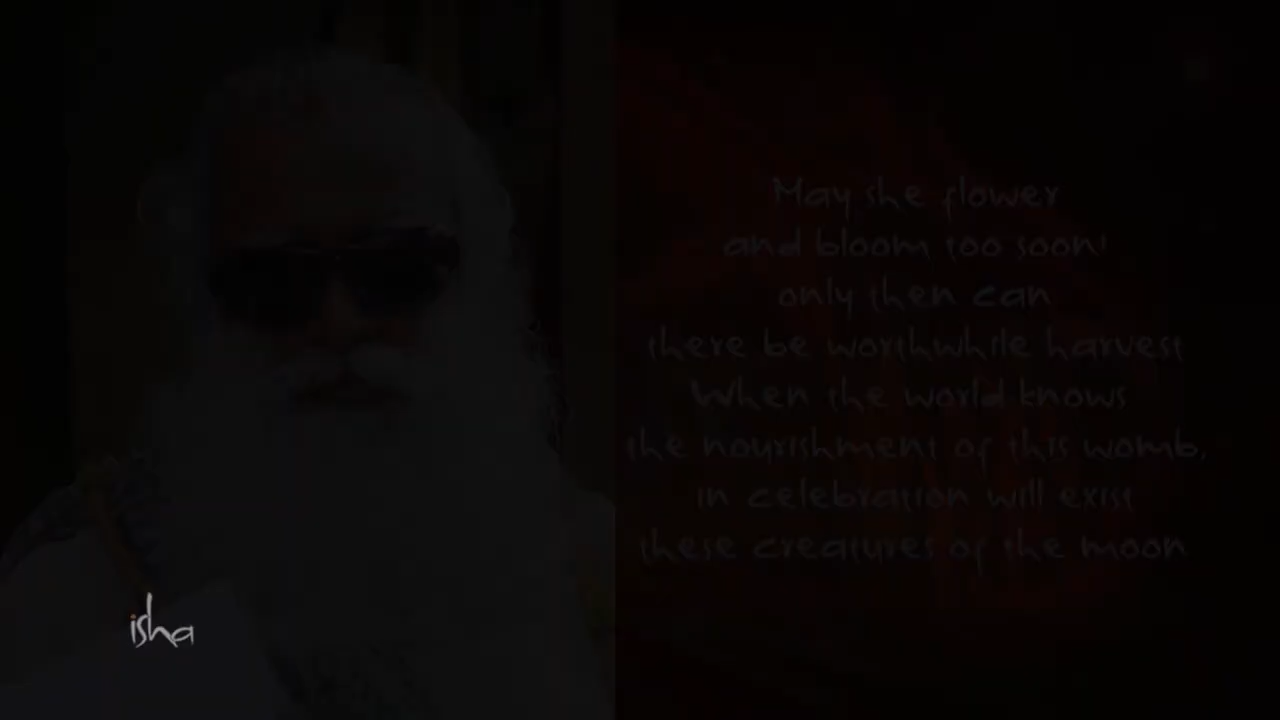 May she flower
and bloom too soon!
only then can
there be worthwhile harvest
When the world knows
the nourishment of this womb,
in celebration will exist
these creatures of the moon
isha